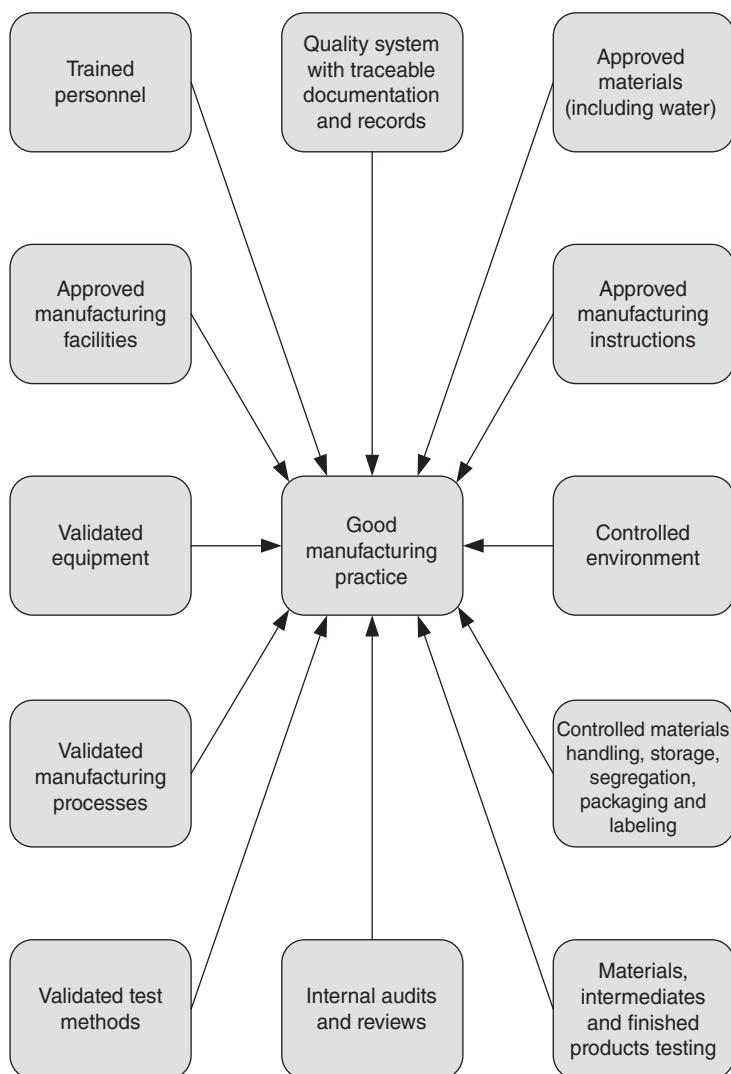 Trained
personnel
Quality system
with traceable
documentation
and records
Approved
materials
(including water)
Approved
manufacturing
facilities
Approved
manufacturing
instructions
Validated
equipment
Good
manufacturing
practice
Controlled
environment
Validated
manufacturing
processes
Controlled materials
handling, storage,
segregation,
packaging and
labeling
Validated test
methods
Internal audits
and reviews
Materials,
intermediates
and finished
products testing